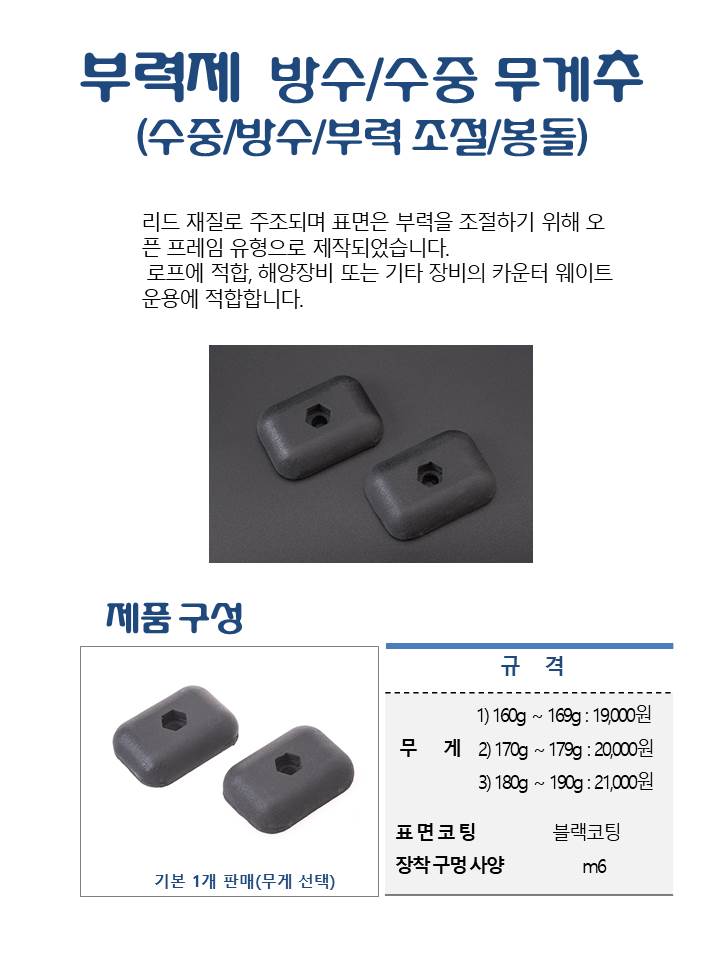 부력제 방수/수중 무게추
(수중/방수/부력 조절/봉돌)
리드 재질로 주조되며 표면은 부력을 조절하기 위해 오
픈 프레임 유형으로 제작되었습니다.
로프에 적합, 해양장비 또는 기타 장비의 카운터 웨이트
운용에 적합합니다.
제품 구성
기본 1개 판매(무게 선택)
규 격
무 게
1) 160g ~ 169g : 19,000원
2) 170g ~ 179g : 20,000원
3) 180g ~ 190g : 21,000원
표 면 코 팅 블랙코팅
장착 구멍 사양 m6